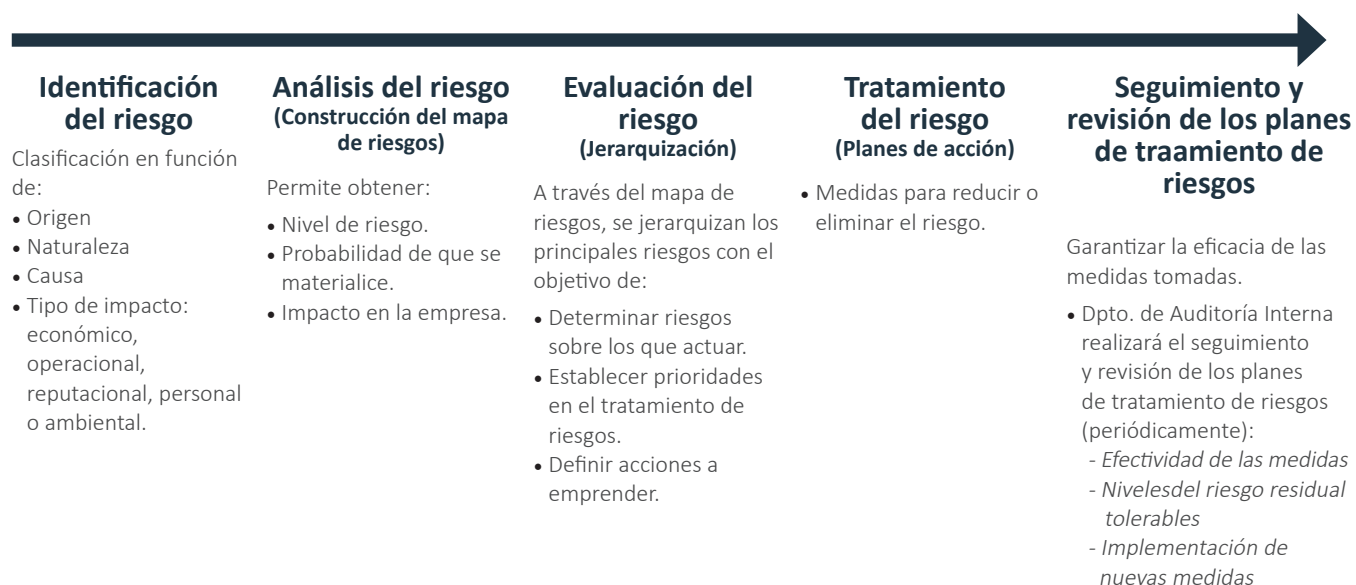 Identificación
del riesgo
Clasificación en función
de:
• Origen
• Naturaleza
• Causa
• Tipo de impacto:
económico,
operacional,
reputacional, personal
o ambiental.
Análisis del riesgo
(Construcción del mapa
de riesgos)
Permite obtener:
• Nivel de riesgo.
• Probabilidad de que se
materialice.
• Impacto en la empresa.
Evaluación del
riesgo
(Jerarquización)
A través del mapa de
riesgos, se jerarquizan los
principales riesgos con el
objetivo de:
• Determinar riesgos
sobre los que actuar.
• Establecer prioridades
en el tratamiento de
riesgos.
• Definir acciones a
emprender.
Tratamiento
del riesgo
(Planes de acción)
• Medidas para reducir o
eliminar el riesgo.
Seguimiento y
revisión de los planes
de traamiento de
riesgos
Garantizar la eficacia de las
medidas tomadas.
• Dpto. de Auditoría Interna
realizará el seguimiento
y revisión de los planes
de tratamiento de riesgos
(periódicamente):
- Efectividad de las medidas
- Nivelesdel riesgo residual
tolerables
- Implementación de
nuevas medidas